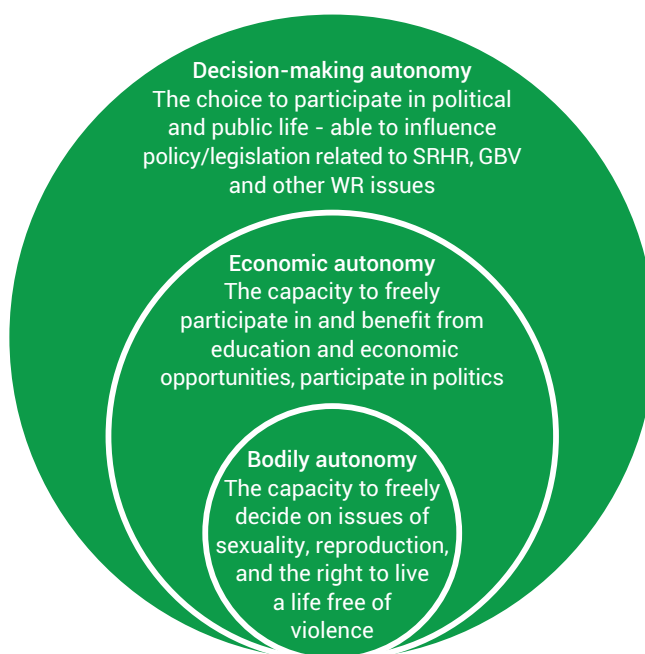 Decision-making autonomy
The choice to participate in political
and public life - able to influence
policy/legislation related to SRHR, GBV
and other WR issues
Economic autonomy
The capacity to freely
participate in and benefit from
education and economic
opportunities, participate in politics
Bodily autonomy
The capacity to freely
decide on issues of
sexuality, reproduction,
and the right to live
a life free of
violence